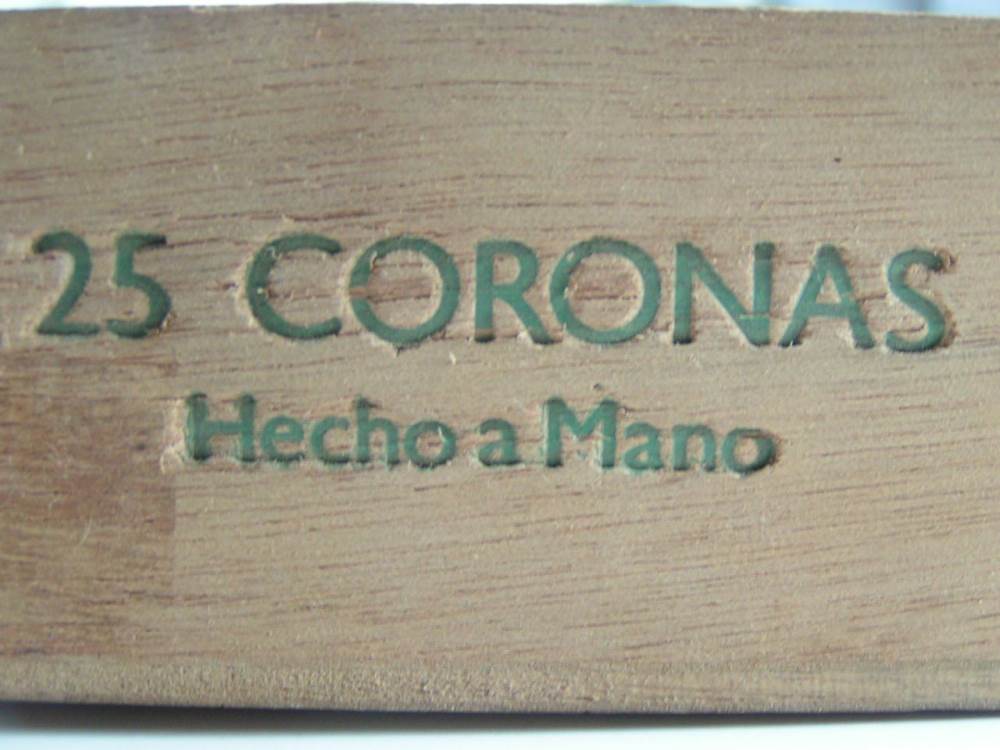 25 CORONAS
Hecho a Mano